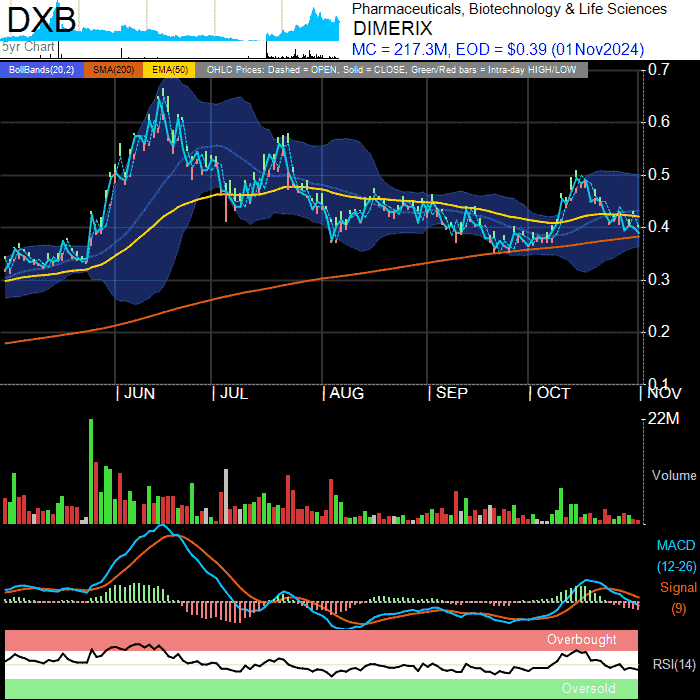 DXB
5yr Chart
Pharmaceuticals, Biotechnology & Life Sciences
DIMERIX
MC = 217.3M, EOD = $0.39 (01Nov2024)
BollBands(20,2) SMA(200) EMA(50) OHLC Prices: Dashed = OPEN, Solid = CLOSE, Green/Red bars = Intra-day HIGH/LOW
0.7
0.6
0.5
0.4
0.3
0.2
0.1
JUN JUL AUG SEP OCT NOV
22M
Volume
MACD
(12-26)
Signal
(9)
Overbought
RSI(14)
Oversold